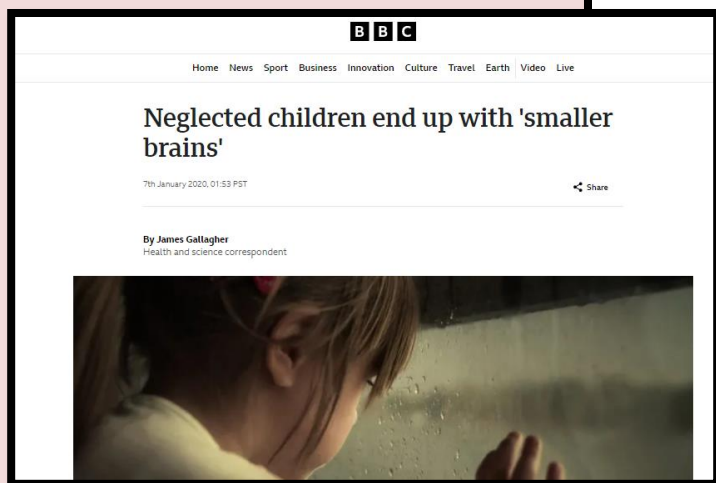 BBC
Home News Sport Business Innovation Culture Travel Earth Video Live
Neglected children end up with 'smaller
brains'
7th January 2020, 01:53 PST
Share
By James Gallagher
Health and science correspondent